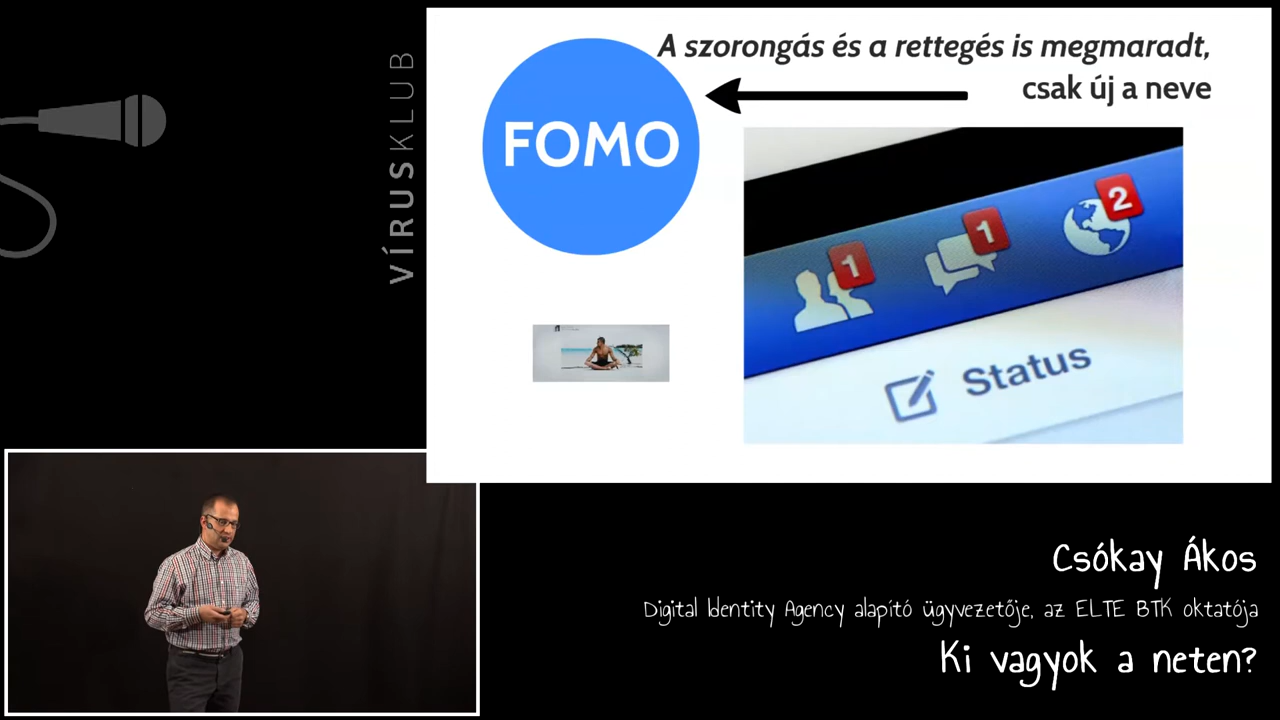 VÍRUSKLUB
A szorongás és a rettegés is megmaradt,
csak új a neve
FOMO
1
1
2
Status
Csókay Ákos
Digital Identity Agency alapító ügyvezetője, az ELTE BTK oktatója
Ki vagyok a neten?